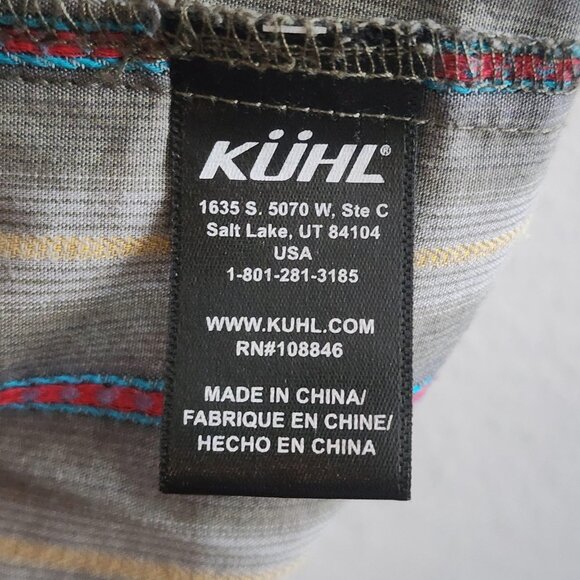 KÜHL®
1635 S. 5070 W, Ste C
Salt Lake, UT 84104
USA
1-801-281-3185
WWW.KUHL.COM
RN#108846
MADE IN CHINA/
FABRIQUE EN CHINE/
HECHO EN CHINA